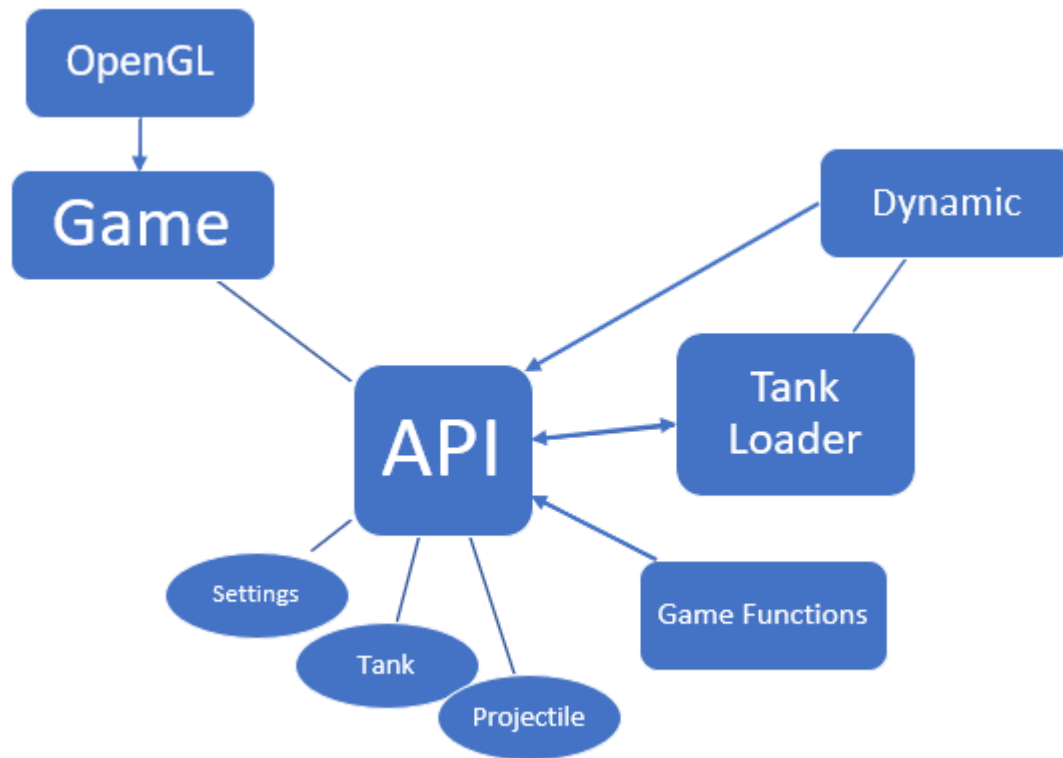 OpenGL
Game
Dynamic
API
Tank
Loader
Settings
Tank
Projectile
Game Functions